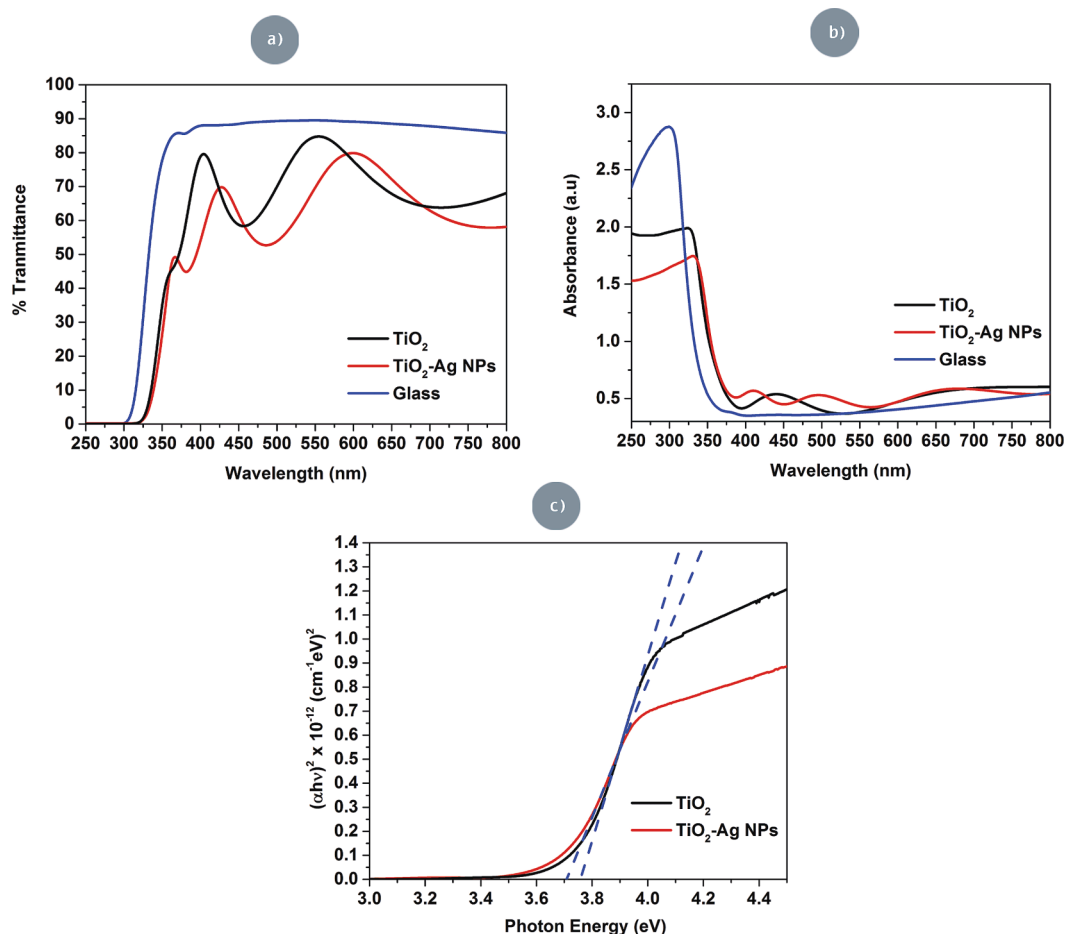 a)
100
90
80
70
60
50
40
30
20
10
0
% Tranmittance
TiO₂
TiO₂-Ag NPs
Glass
250 300 350 400 450 500 550 600 650 700 750 800
Wavelength (nm)
b)
3.0
2.5
2.0
1.5
1.0
0.5
Absorbance (a.u)
TiO₂
TiO₂-Ag NPs
Glass
250 300 350 400 450 500 550 600 650 700 750 800
Wavelength (nm)
c)
1.4
1.3
1.2
1.1
1.0
0.9
0.8
0.7
0.6
0.5
0.4
0.3
0.2
0.1
0.0
(αhν)² x 10⁻¹² (cm⁻¹eV)²
TiO₂
TiO₂-Ag NPs
3.0 3.2 3.4 3.6 3.8 4.0 4.2 4.4
Photon Energy (eV)